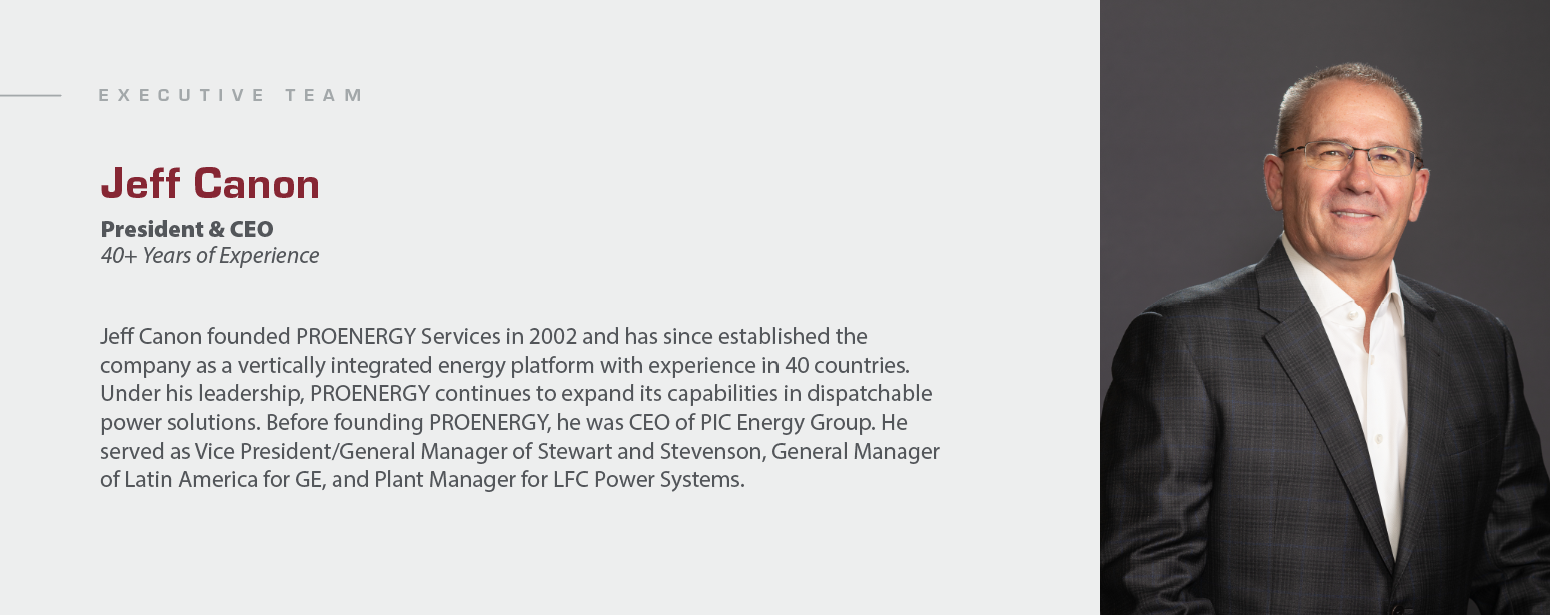 EXECUTIVE TEAM
Jeff Canon
President & CEO
40+ Years of Experience
Jeff Canon founded PROENERGY Services in 2002 and has since established the
company as a vertically integrated energy platform with experience in 40 countries.
Under his leadership, PROENERGY continues to expand its capabilities in dispatchable
power solutions. Before founding PROENERGY, he was CEO of PIC Energy Group. He
served as Vice President/General Manager of Stewart and Stevenson, General Manager
of Latin America for GE, and Plant Manager for LFC Power Systems.